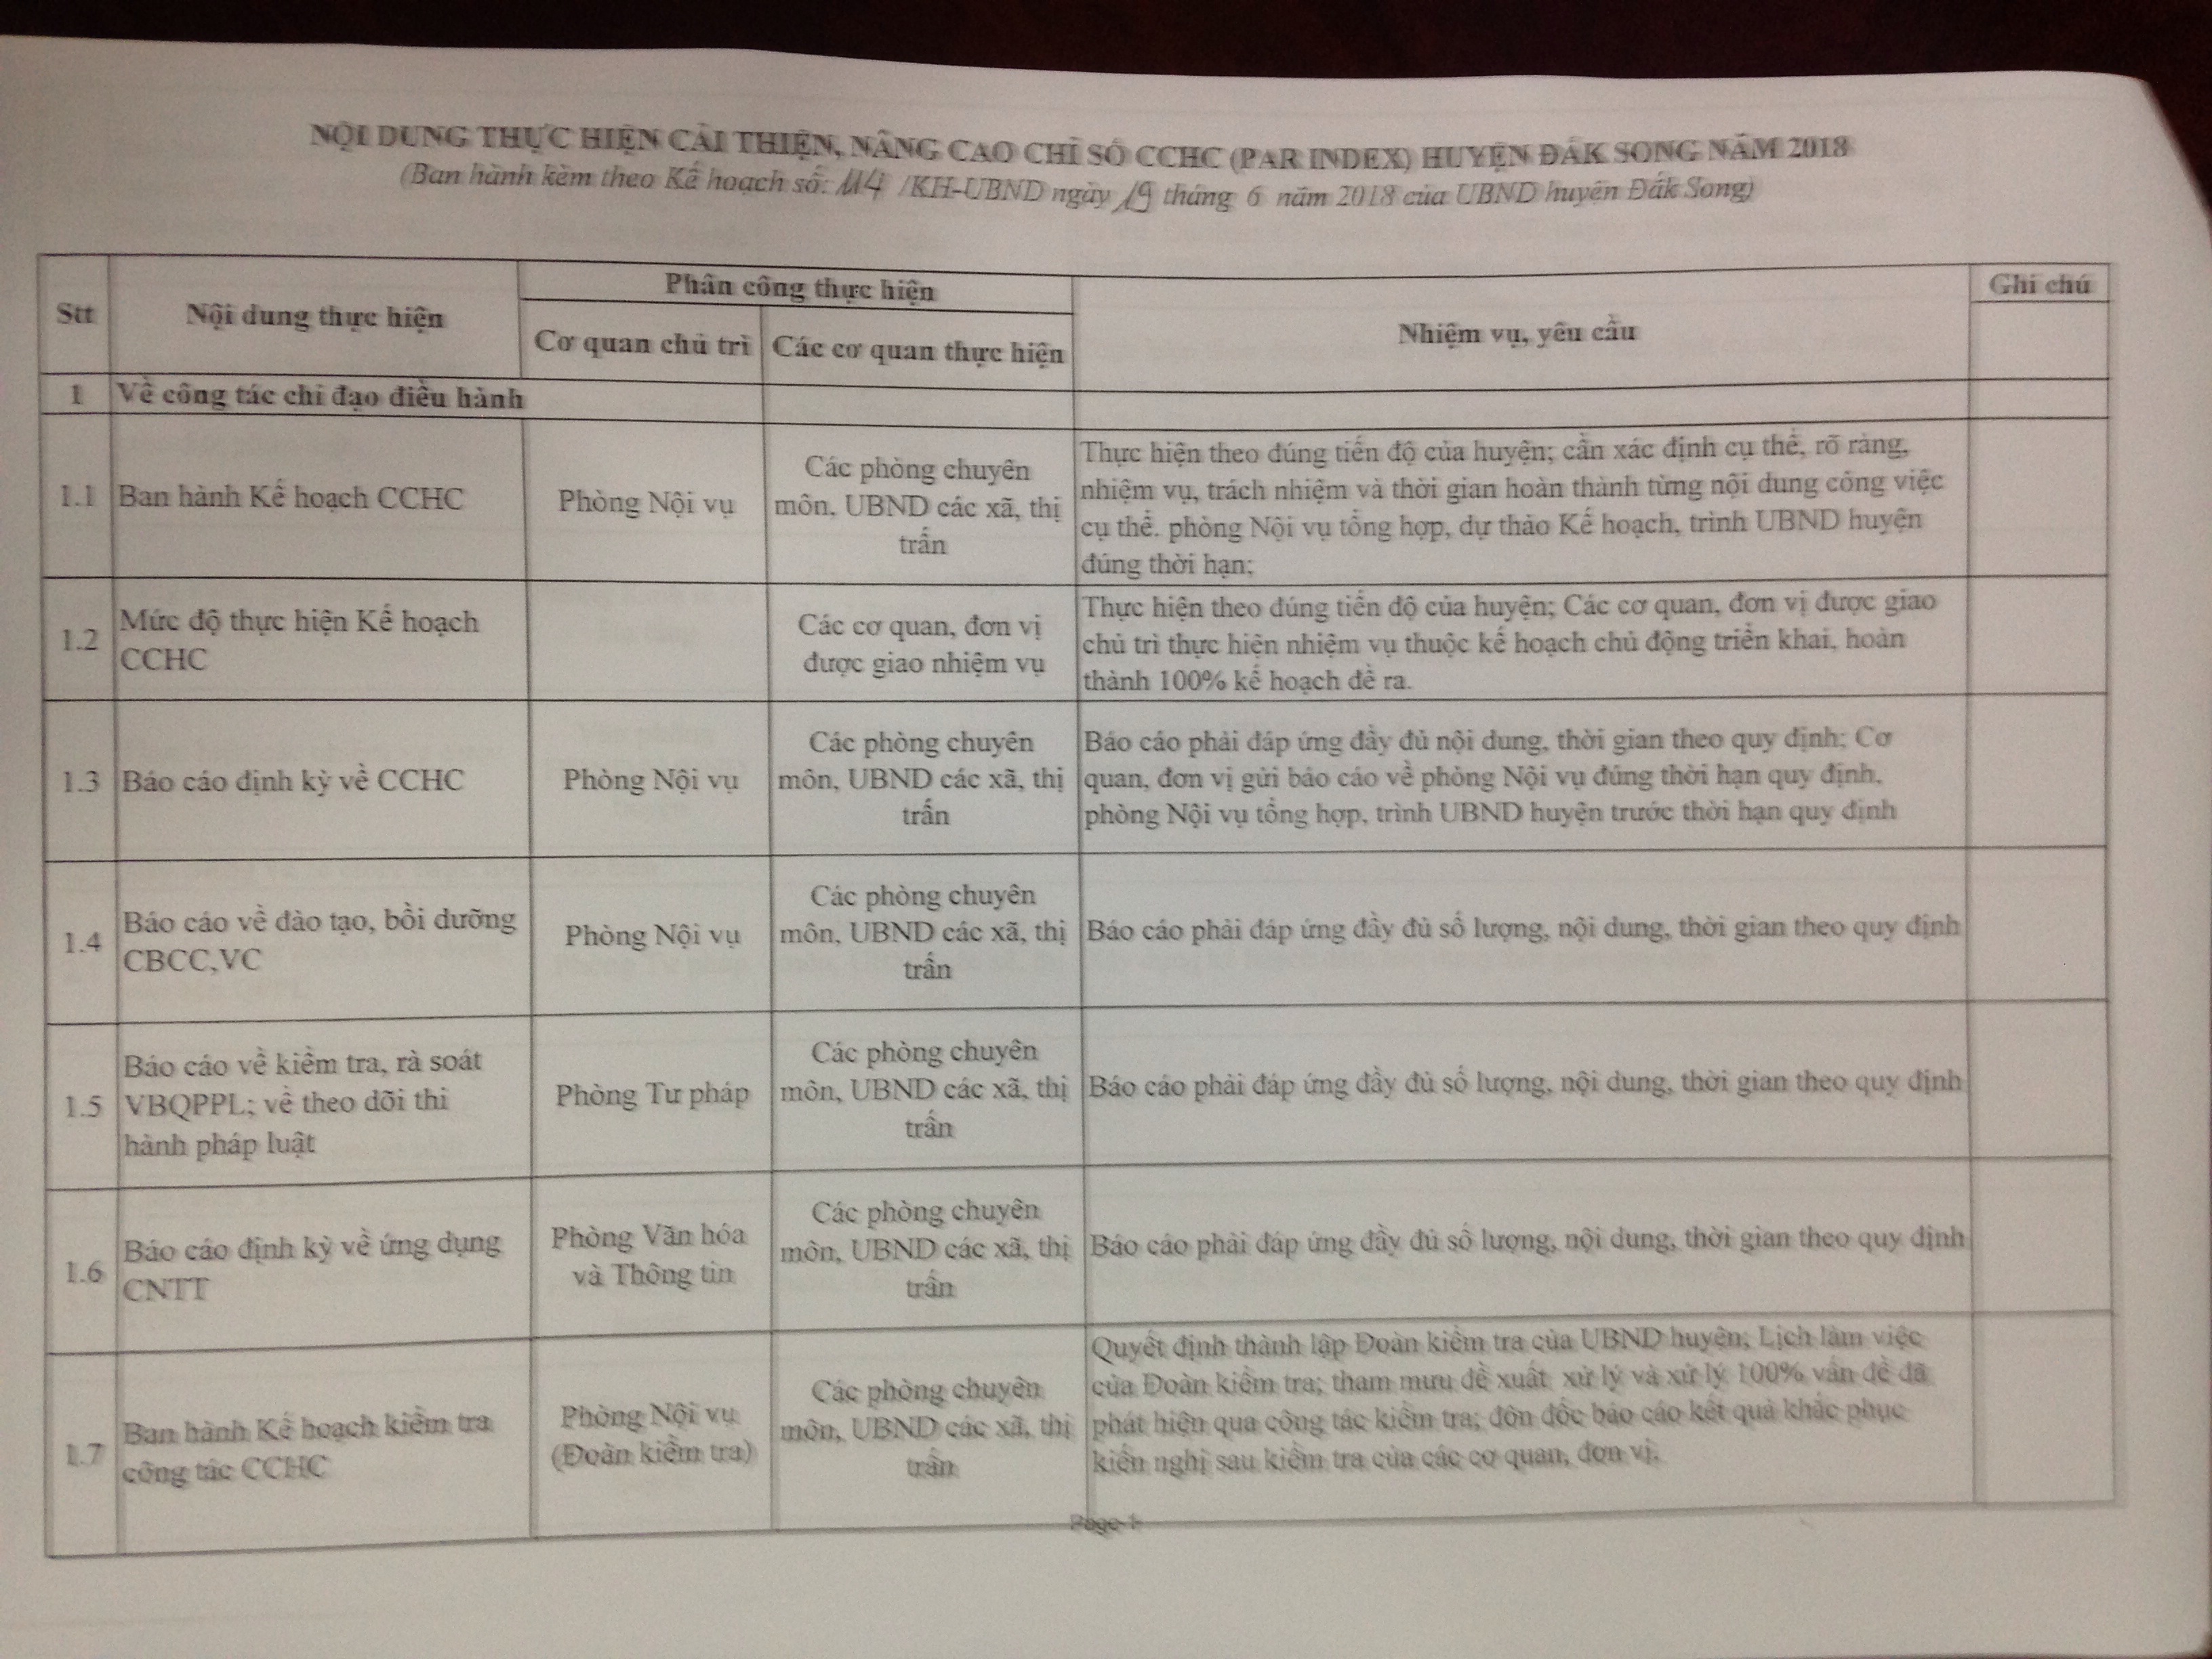 NỘI DUNG THỰC HIỆN CẢI THIỆN, NÂNG CAO CHỈ SỐ CCHC (PAR INDEX) HUYỆN ĐẮK SONG NĂM 2018
(Ban hành kèm theo Kế hoạch số: 114 /KH-UBND ngày 19 tháng 6 năm 2018 của UBND huyện Đắk Song)
Stt
Nội dung thực hiện
Phân công thực hiện
Cơ quan chủ trì
Các cơ quan thực hiện
Nhiệm vụ, yêu cầu
Ghi chú
1
Về công tác chỉ đạo điều hành
1.1
Ban hành Kế hoạch CCHC
Phòng Nội vụ
Các phòng chuyên
môn, UBND các xã, thị
trấn
Thực hiện theo đúng tiến độ của huyện; cần xác định cụ thể, rõ ràng,
nhiệm vụ, trách nhiệm và thời gian hoàn thành từng nội dung công việc
cụ thể. phòng Nội vụ tổng hợp, dự thảo Kế hoạch, trình UBND huyện
đúng thời hạn;
1.2
Mức độ thực hiện Kế hoạch
CCHC
Các cơ quan, đơn vị
được giao nhiệm vụ
Thực hiện theo đúng tiến độ của huyện; Các cơ quan, đơn vị được giao
chủ trì thực hiện nhiệm vụ thuộc kế hoạch chủ động triển khai, hoàn
thành 100% kế hoạch đề ra.
1.3
Báo cáo định kỳ về CCHC
Phòng Nội vụ
Các phòng chuyên
môn, UBND các xã, thị
trấn
Báo cáo phải đáp ứng đầy đủ nội dung, thời gian theo quy định; Cơ
quan, đơn vị gửi báo cáo về phòng Nội vụ đúng thời hạn quy định,
phòng Nội vụ tổng hợp, trình UBND huyện trước thời hạn quy định
1.4
Báo cáo về đào tạo, bồi dưỡng
CBCC,VC
Phòng Nội vụ
Các phòng chuyên
môn, UBND các xã, thị
trấn
Báo cáo phải đáp ứng đầy đủ số lượng, nội dung, thời gian theo quy định
1.5
Báo cáo về kiểm tra, rà soát
VBQPPL; về theo dõi thi
hành pháp luật
Phòng Tư pháp
Các phòng chuyên
môn, UBND các xã, thị
trấn
Báo cáo phải đáp ứng đầy đủ số lượng, nội dung, thời gian theo quy định
1.6
Báo cáo định kỳ về ứng dụng
CNTT
Phòng Văn hóa
và Thông tin
Các phòng chuyên
môn, UBND các xã, thị
trấn
Báo cáo phải đáp ứng đầy đủ số lượng, nội dung, thời gian theo quy định
1.7
Ban hành Kế hoạch kiểm tra
công tác CCHC
Phòng Nội vụ
(Đoàn kiểm tra)
Các phòng chuyên
môn, UBND các xã, thị
trấn
Quyết định thành lập Đoàn kiểm tra của UBND huyện; Lịch làm việc
của Đoàn kiểm tra; tham mưu đề xuất xử lý và xử lý 100% vấn đề đã
phát hiện qua công tác kiểm tra; đôn đốc báo cáo kết quả khắc phục
kiến nghị sau kiểm tra của các cơ quan, đơn vị.
Page 1